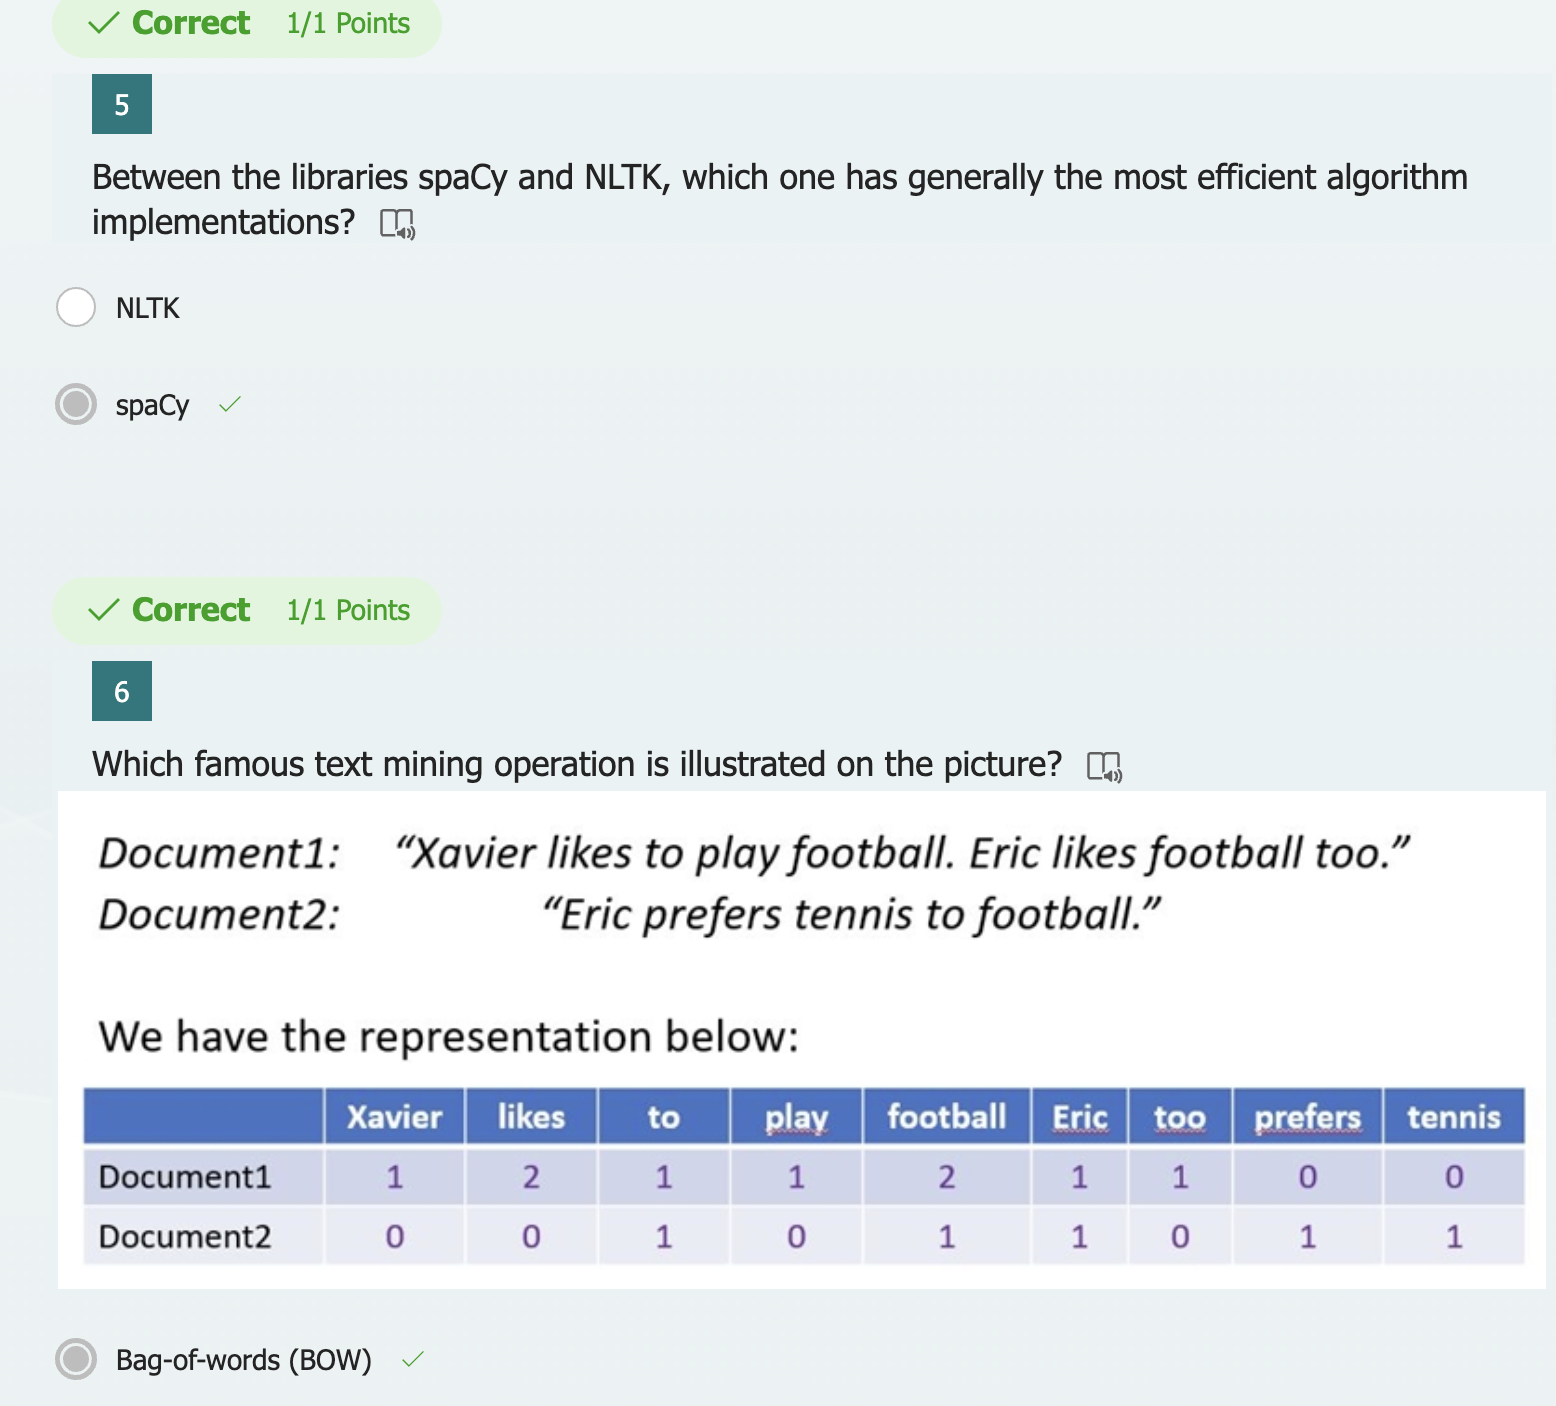 Correct 1/1 Points
5
Between the libraries spaCy and NLTK, which one has generally the most efficient algorithm
implementations?
NLTK
spaCy
Correct 1/1 Points
6
Which famous text mining operation is illustrated on the picture?
Document1: “Xavier likes to play football. Eric likes football too.”
Document2: “Eric prefers tennis to football.”
We have the representation below:
Xavier likes to play football Eric too prefers tennis
Document1 1 2 1 1 2 1 1 0 0
Document2 0 0 1 0 1 1 0 1 1
Bag-of-words (BOW)